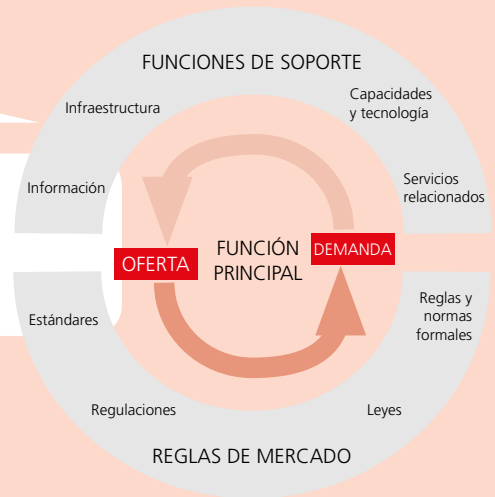 FUNCIONES DE SOPORTE
Infraestructura
Capacidades
y tecnología
Información
Servicios
relacionados
OFERTA
FUNCIÓN
PRINCIPAL
DEMANDA
Estándares
Reglas y
normas
formales
Regulaciones
Leyes
REGLAS DE MERCADO